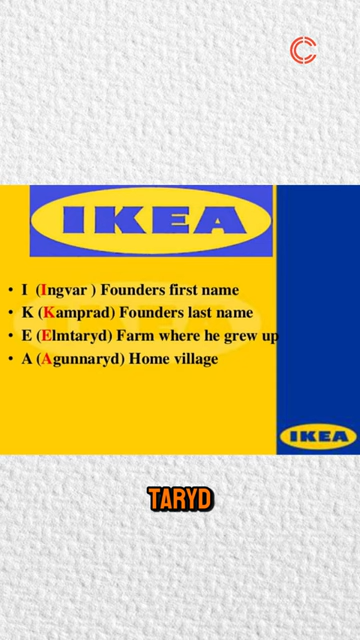 IKEA
• I (Ingvar ) Founders first name
• K (Kamprad) Founders last name
• E (Elmtaryd) Farm where he grew up
• A (Agunnaryd) Home village
IKEA
TARYD